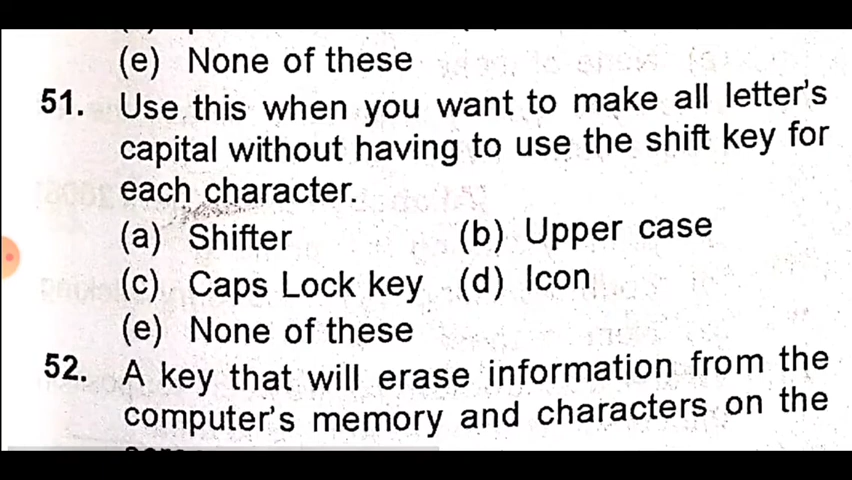 (e) None of these
51. Use this when you want to make all letter's
capital without having to use the shift key for
each character.
(a) Shifter (b) Upper case
(c) Caps Lock key (d) Icon
(e) None of these
52. A key that will erase information from the
computer's memory and characters on the